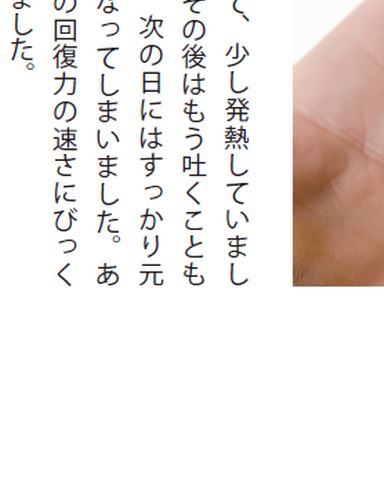 て、少し発熱していまし
その後はもう吐くことも
次の日にはすっかり元
なってしまいました。あ
の回復力の速さにびっく
ました。